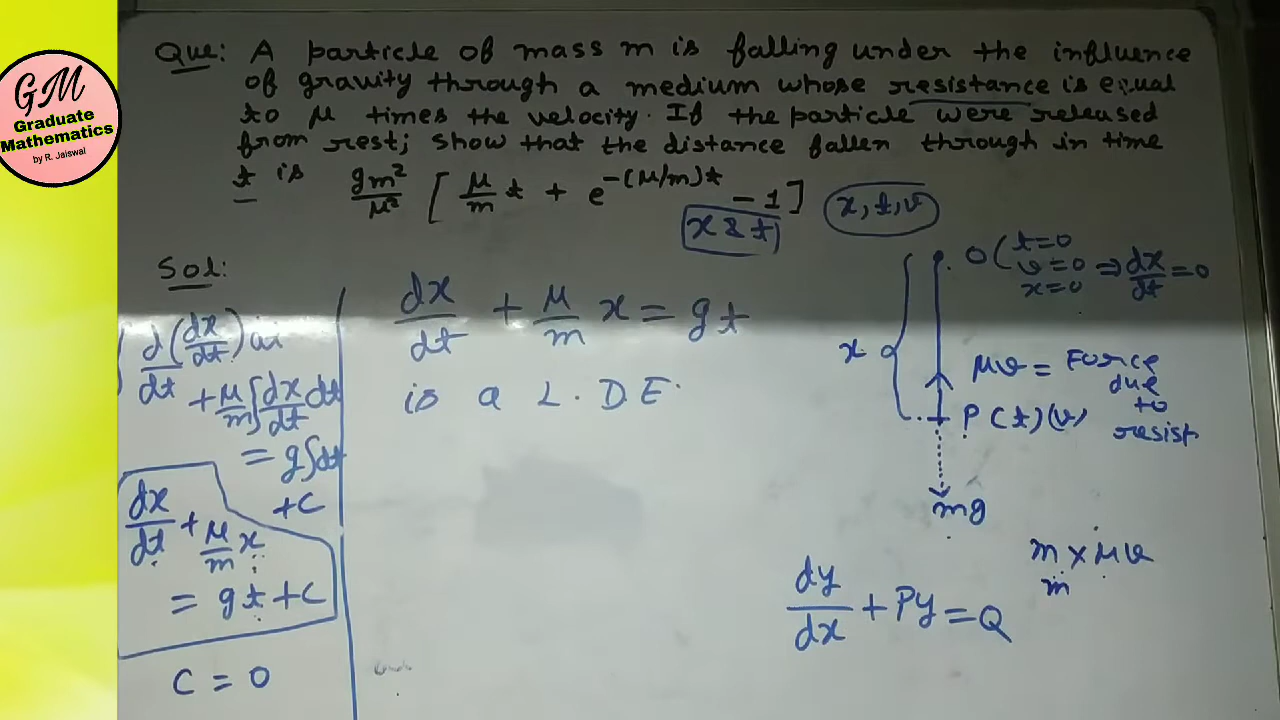 GM
Graduate
Mathematics
by R. Jaiswal
Que: A particle of mass m is falling under the influence
of gravity through a medium whose resistance is equal
to μ times the velocity. If the particle were released
from rest; show that the distance fallen through in time
t is gm²/μ² [μ/m t + e^-(μ/m)t - 1]
x, t, v
x & t
Sol:
d/dt (dx/dt)
+ μ/m ∫ dx/dt dt
= g∫dt
+ C
dx/dt + μ/m x
= gt + C
C = 0
dx/dt + μ/m x = gt
is a L.D.E.
O (t=0
v=0 ⇒ dx/dt = 0
x=0
x
μv = Force
due
to
resist
P (t) (v)
mg
m/m × μv
dy/dx + Py = Q